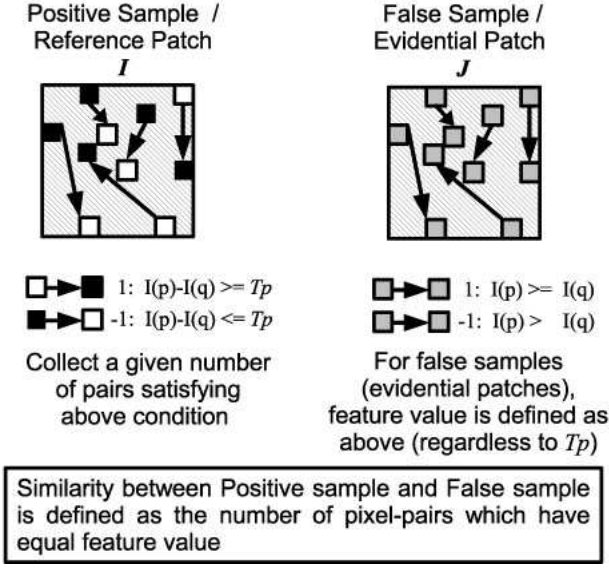 Positive Sample /
Reference Patch
I
False Sample /
Evidential Patch
J
1: I(p)-I(q) >= Tp
-1: I(p)-I(q) <= Tp
Collect a given number
of pairs satisfying
above condition
1: I(p) >= I(q)
-1: I(p) > I(q)
For false samples
(evidential patches),
feature value is defined as
above (regardless to Tp)
Similarity between Positive sample and False sample
is defined as the number of pixel-pairs which have
equal feature value